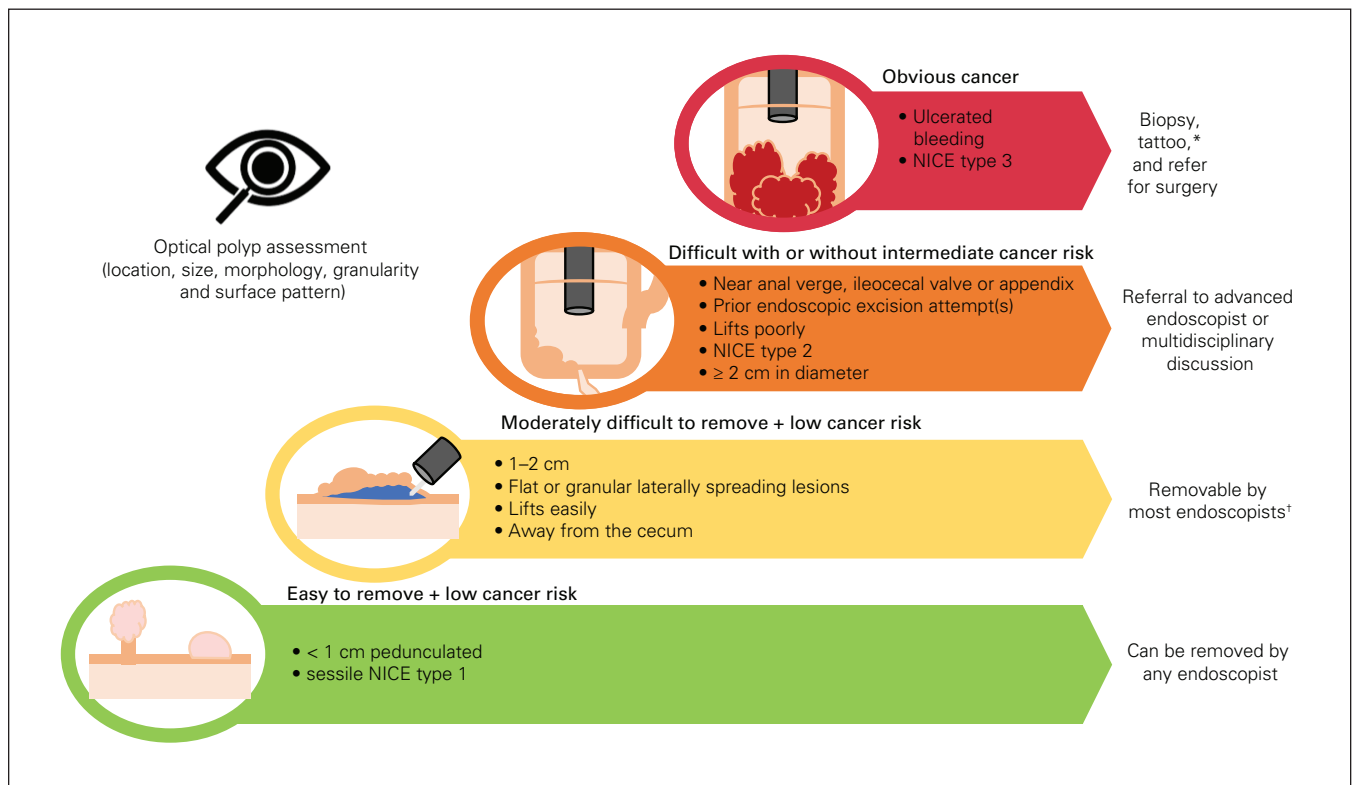 Obvious cancer
• Ulcerated
bleeding
• NICE type 3
Biopsy,
tattoo,*
and refer
for surgery
Optical polyp assessment
(location, size, morphology, granularity
and surface pattern)
Difficult with or without intermediate cancer risk
• Near anal verge, ileocecal valve or appendix
• Prior endoscopic excision attempt(s)
• Lifts poorly
• NICE type 2
• ≥ 2 cm in diameter
Referral to advanced
endoscopist or
multidisciplinary
discussion
Moderately difficult to remove + low cancer risk
• 1–2 cm
• Flat or granular laterally spreading lesions
• Lifts easily
• Away from the cecum
Removable by
most endoscopists†
Easy to remove + low cancer risk
• < 1 cm pedunculated
• sessile NICE type 1
Can be removed by
any endoscopist